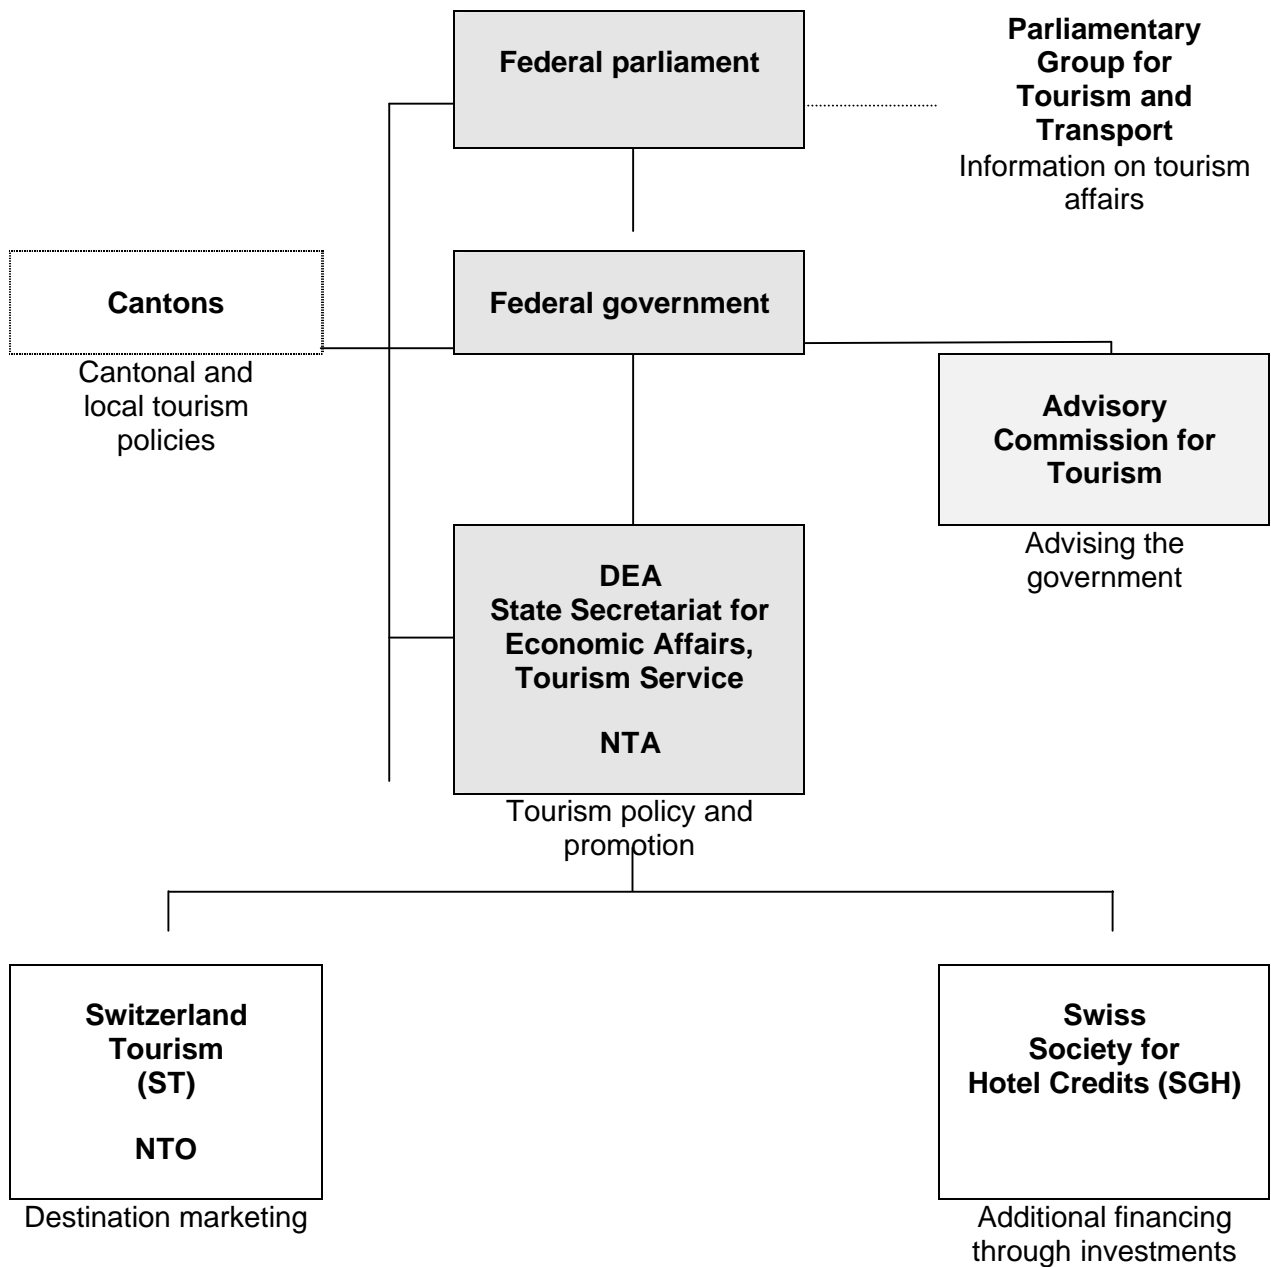 Federal parliament
Parliamentary
Group for
Tourism and
Transport
Information on tourism
affairs
Cantons
Cantonal and
local tourism
policies
Federal government
Advisory
Commission for
Tourism
Advising the
government
DEA
State Secretariat for
Economic Affairs,
Tourism Service
NTA
Tourism policy and
promotion
Switzerland
Tourism
(ST)
NTO
Destination marketing
Swiss
Society for
Hotel Credits (SGH)
Additional financing
through investments